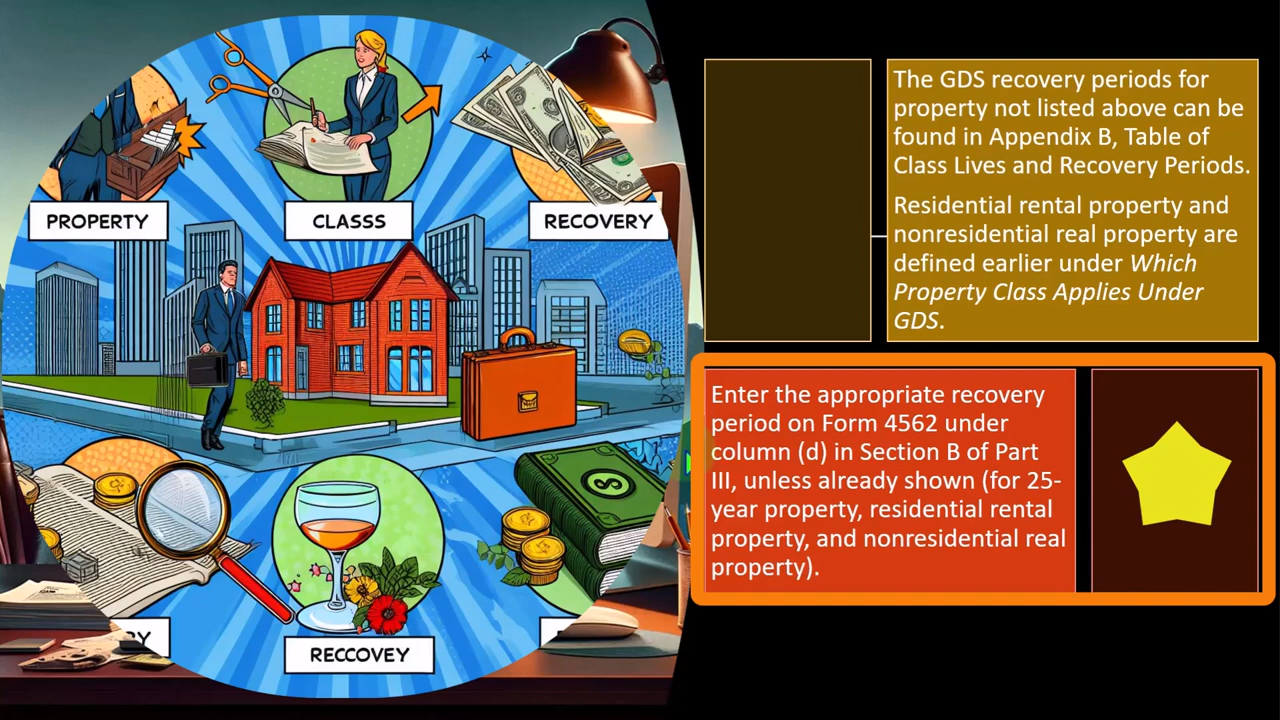 PROPERTY
CLASSS
RECOVERY
RECCOVEY
The GDS recovery periods for
property not listed above can be
found in Appendix B, Table of
Class Lives and Recovery Periods.
Residential rental property and
nonresidential real property are
defined earlier under Which
Property Class Applies Under
GDS.
Enter the appropriate recovery
period on Form 4562 under
column (d) in Section B of Part
III, unless already shown (for 25-
year property, residential rental
property, and nonresidential real
property).